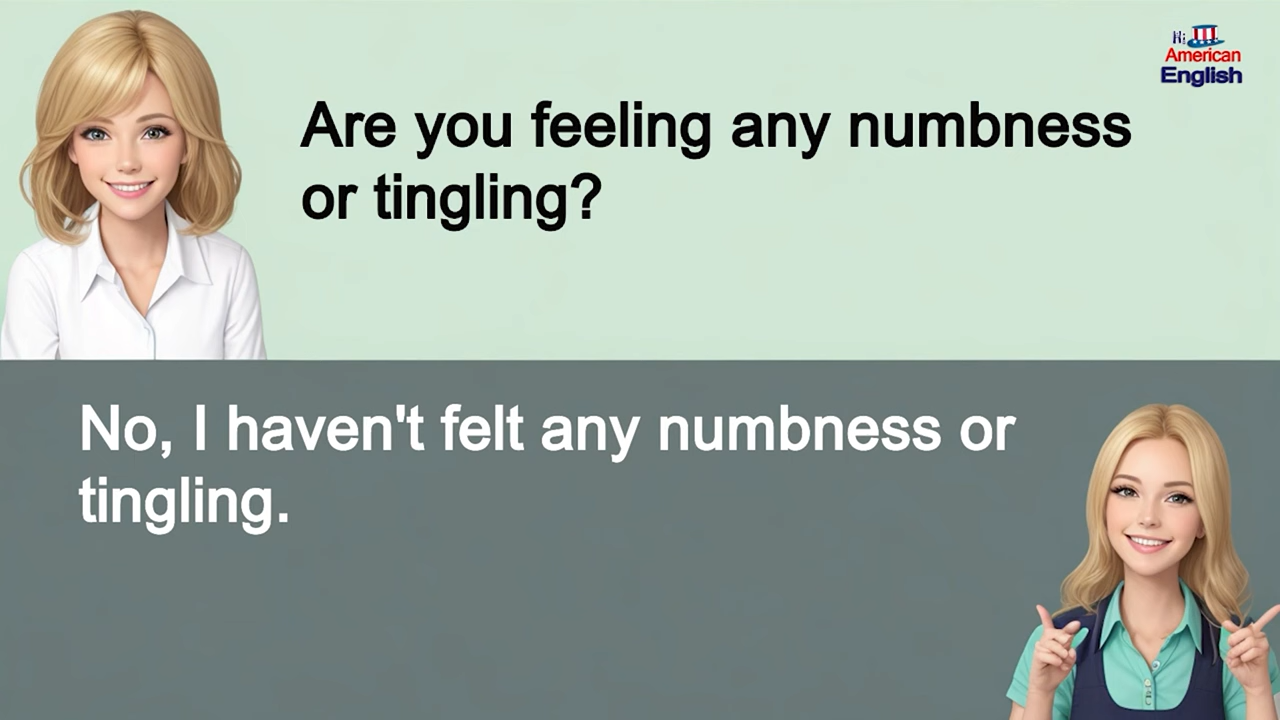 Hi
American
English
Are you feeling any numbness
or tingling?
No, I haven't felt any numbness or
tingling.